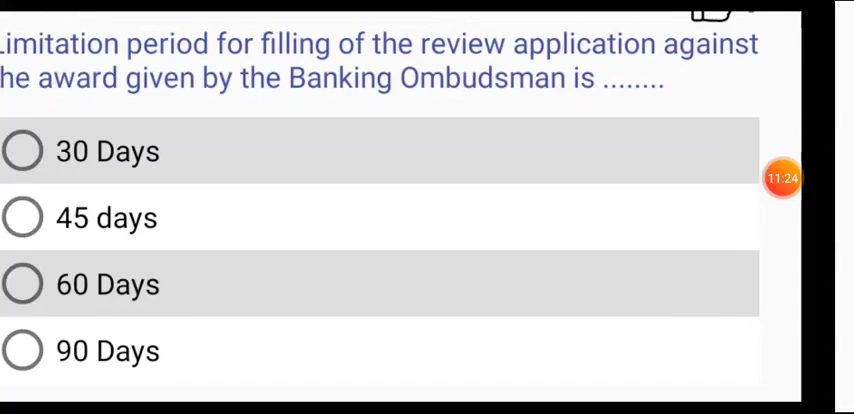 Limitation period for filling of the review application against
he award given by the Banking Ombudsman is ........
30 Days
45 days
11:24
60 Days
90 Days